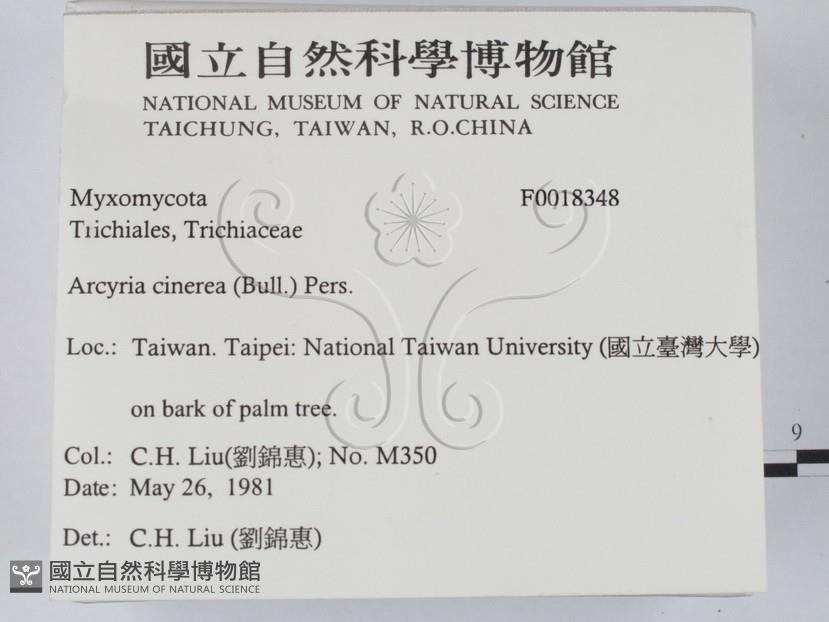 國立自然科學博物館
NATIONAL MUSEUM OF NATURAL SCIENCE
TAICHUNG, TAIWAN, R.O.CHINA
Myxomycota F0018348
Trichiales, Trichiaceae
Arcyria cinerea (Bull.) Pers.
Loc.: Taiwan. Taipei: National Taiwan University (國立臺灣大學)
on bark of palm tree.
Col.: C.H. Liu(劉錦惠); No. M350
Date: May 26, 1981
Det.: C.H. Liu (劉錦惠)
9
國立自然科學博物館
NATIONAL MUSEUM OF NATURAL SCIENCE